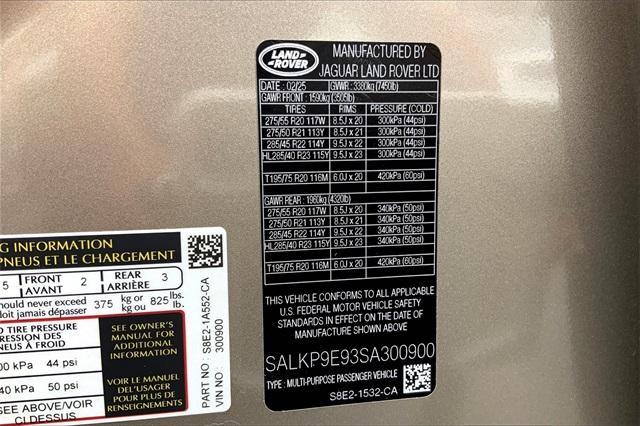 LAND-
ROVER
MANUFACTURED BY
JAGUAR LAND ROVER LTD
DATE : 02/25 GVWR : 3380kg (7450lb)
GAWR FRONT : 1590kg (3505lb)
TIRES RIMS PRESSURE (COLD)
275/55 R20 117W 8.5J x 20 300kPa (44psi)
275/50 R21 113Y 8.5J x 21 300kPa (44psi)
285/45 R22 114Y 9.5J x 22 300kPa (44psi)
HL285/40 R23 115Y 9.5J x 23 300kPa (44psi)
T195/75 R20 116M 6.0J x 20 420kPa (60psi)
GAWR REAR : 1960kg (4320lb)
275/55 R20 117W 8.5J x 20 340kPa (50psi)
275/50 R21 113Y 8.5J x 21 340kPa (50psi)
285/45 R22 114Y 9.5J x 22 340kPa (50psi)
HL285/40 R23 115Y 9.5J x 23 340kPa (50psi)
T195/75 R20 116M 6.0J x 20 420kPa (60psi)
THIS VEHICLE CONFORMS TO ALL APPLICABLE
U.S. FEDERAL MOTOR VEHICLE SAFETY
STANDARDS IN EFFECT ON THE DATE OF
MANUFACTURE SHOWN ABOVE
SALKP9E93SA300900
TYPE : MULTI-PURPOSE PASSENGER VEHICLE
S8E2-1532-CA
G INFORMATION
PNEUS ET LE CHARGEMENT
5 FRONT AVANT 2 REAR ARRIÈRE 3
hould never exceed 375 kg or 825 lbs.
doit jamais dépasser kg ou lb.
D TIRE PRESSURE
RESSION DES
NEUS À FROID
00 kPa 44 psi
40 kPa 50 psi
SEE ABOVE/VOIR
CI-DESSUS
SEE OWNER'S
MANUAL FOR
ADDITIONAL
INFORMATION
VOIR LE MANUEL
DE L'USAGER
POUR PLUS DE
RENSEIGNEMENTS
PART NO : S8E2-1A552-CA
VIN NO : 300900